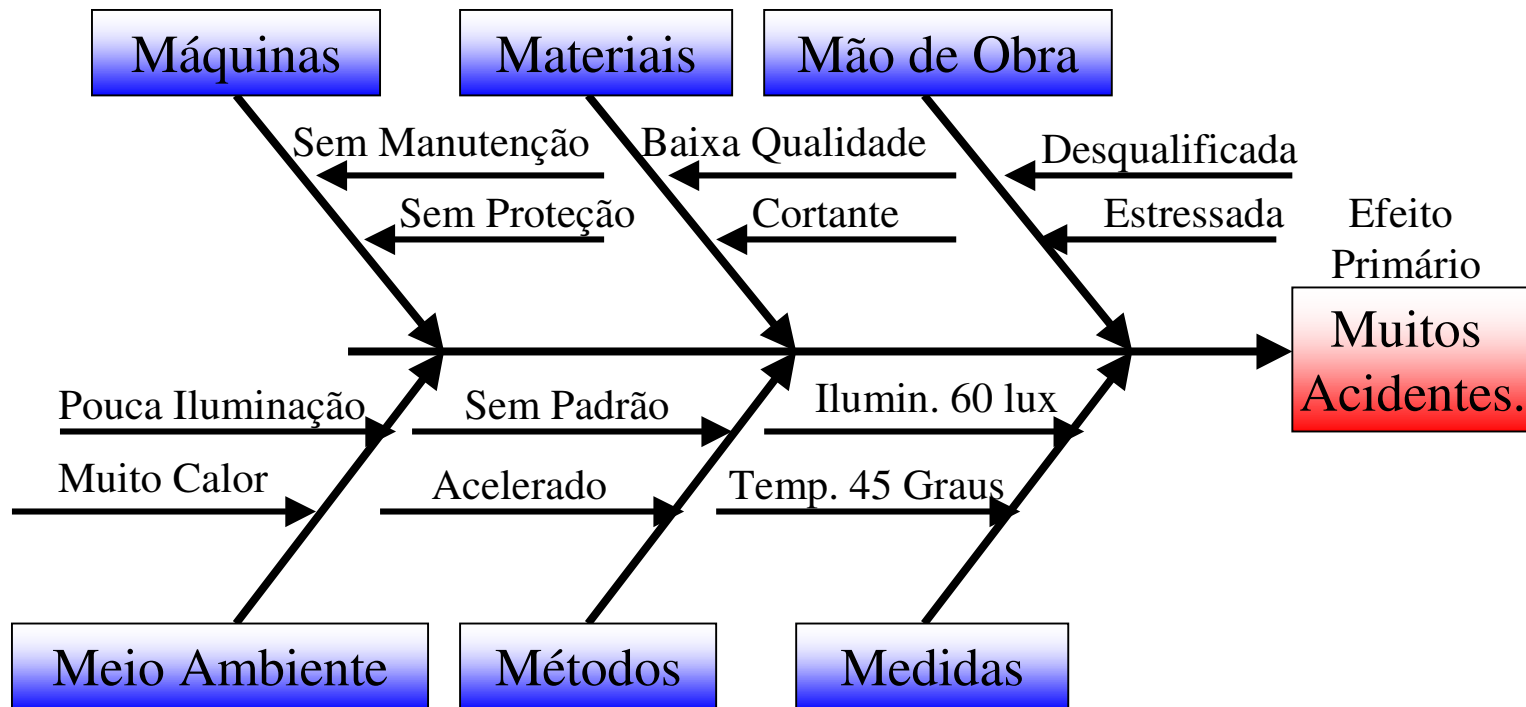 Máquinas
Materiais
Mão de Obra
Sem Manutenção
Baixa Qualidade
Desqualificada
Sem Proteção
Cortante
Estressada
Efeito
Primário
Muitos
Acidentes.
Pouca Iluminação
Sem Padrão
Ilumin. 60 lux
Muito Calor
Acelerado
Temp. 45 Graus
Meio Ambiente
Métodos
Medidas